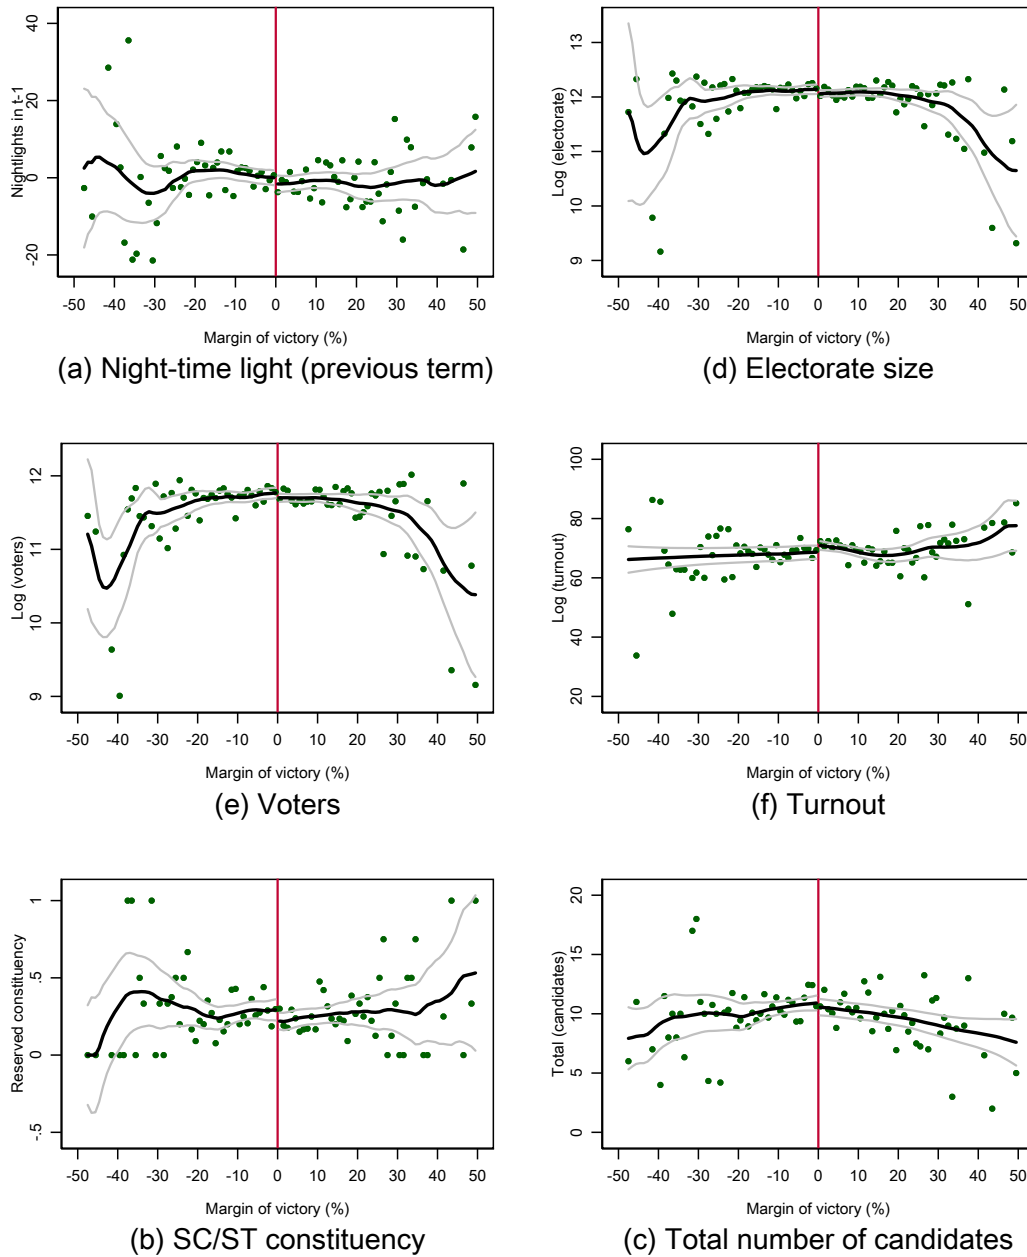 40
20
0
-20
Nightlights in t-1
-50 -40 -30 -20 -10 0 10 20 30 40 50
Margin of victory (%)
(a) Night-time light (previous term)
13
12
11
10
9
Log (electorate)
-50 -40 -30 -20 -10 0 10 20 30 40 50
Margin of victory (%)
(d) Electorate size
12
11
10
9
Log (voters)
-50 -40 -30 -20 -10 0 10 20 30 40 50
Margin of victory (%)
(e) Voters
100
80
60
40
20
Log (turnout)
-50 -40 -30 -20 -10 0 10 20 30 40 50
Margin of victory (%)
(f) Turnout
1
.5
0
-.5
Reserved constituency
-50 -40 -30 -20 -10 0 10 20 30 40 50
Margin of victory (%)
(b) SC/ST constituency
20
15
10
5
0
Total (candidates)
-50 -40 -30 -20 -10 0 10 20 30 40 50
Margin of victory (%)
(c) Total number of candidates